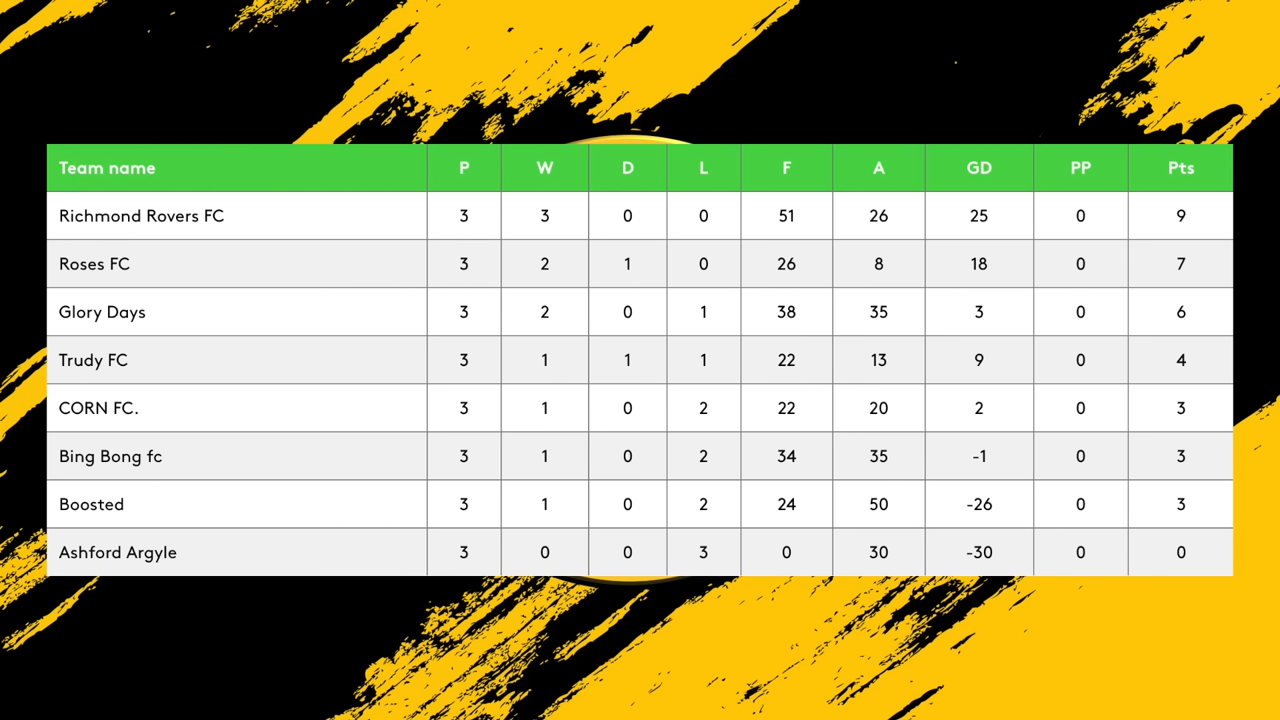 Team name P W D L F A GD PP Pts
Richmond Rovers FC 3 3 0 0 51 26 25 0 9
Roses FC 3 2 1 0 26 8 18 0 7
Glory Days 3 2 0 1 38 35 3 0 6
Trudy FC 3 1 1 1 22 13 9 0 4
CORN FC. 3 1 0 2 22 20 2 0 3
Bing Bong fc 3 1 0 2 34 35 -1 0 3
Boosted 3 1 0 2 24 50 -26 0 3
Ashford Argyle 3 0 0 3 0 30 -30 0 0